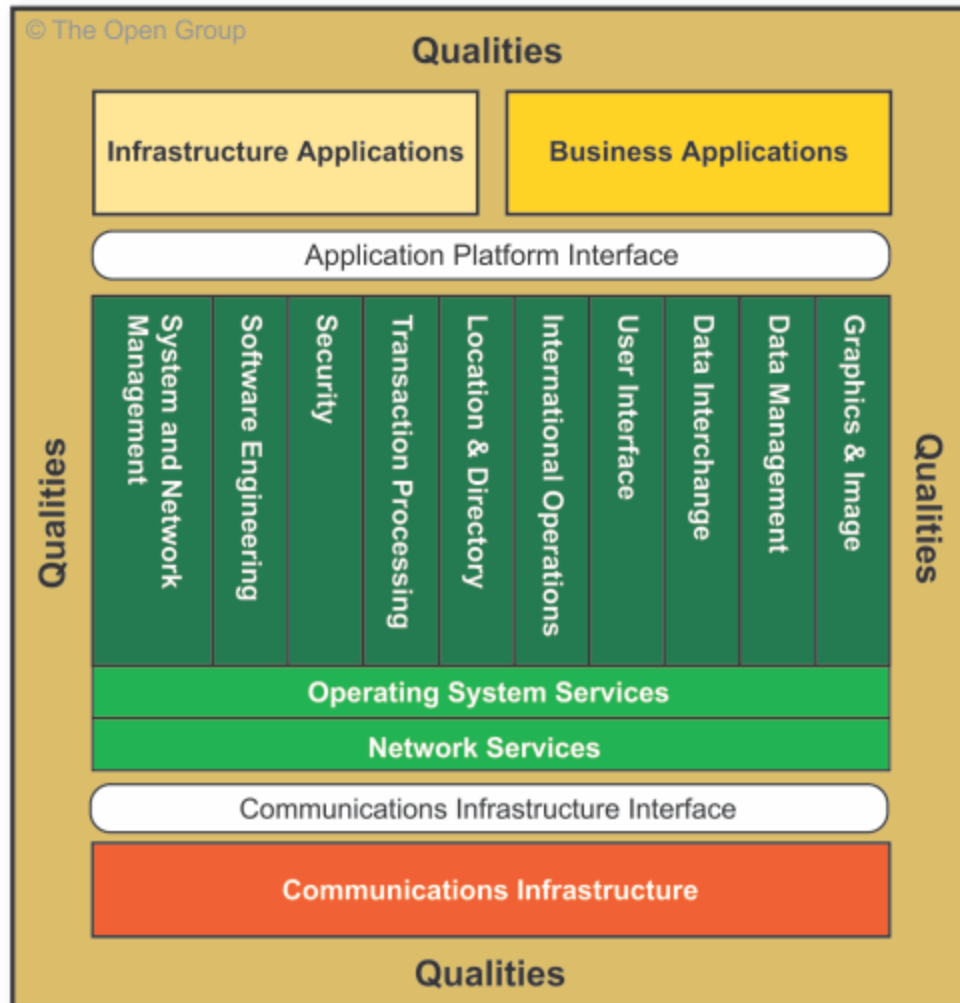 © The Open Group
Qualities
Infrastructure Applications
Business Applications
Application Platform Interface
Qualities
System and Network
Management
Software Engineering
Security
Transaction Processing
Location & Directory
International Operations
User Interface
Data Interchange
Data Management
Graphics & Image
Qualities
Operating System Services
Network Services
Communications Infrastructure Interface
Communications Infrastructure
Qualities